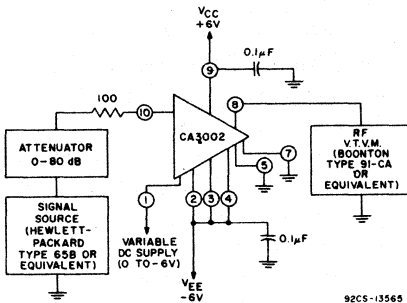 VCC
+6V
0.1µF
9
100
10
8
CA3002
ATTENUATOR
0-80 dB
7
5
RF
V.T.V.M.
(BOONTON
TYPE 91-CA
OR
EQUIVALENT)
1
2
3
4
SIGNAL
SOURCE
(HEWLETT-
PACKARD
TYPE 65B OR
EQUIVALENT)
VARIABLE
DC SUPPLY
(0 TO-6V)
0.1µF
VEE
-6V
92CS-13565